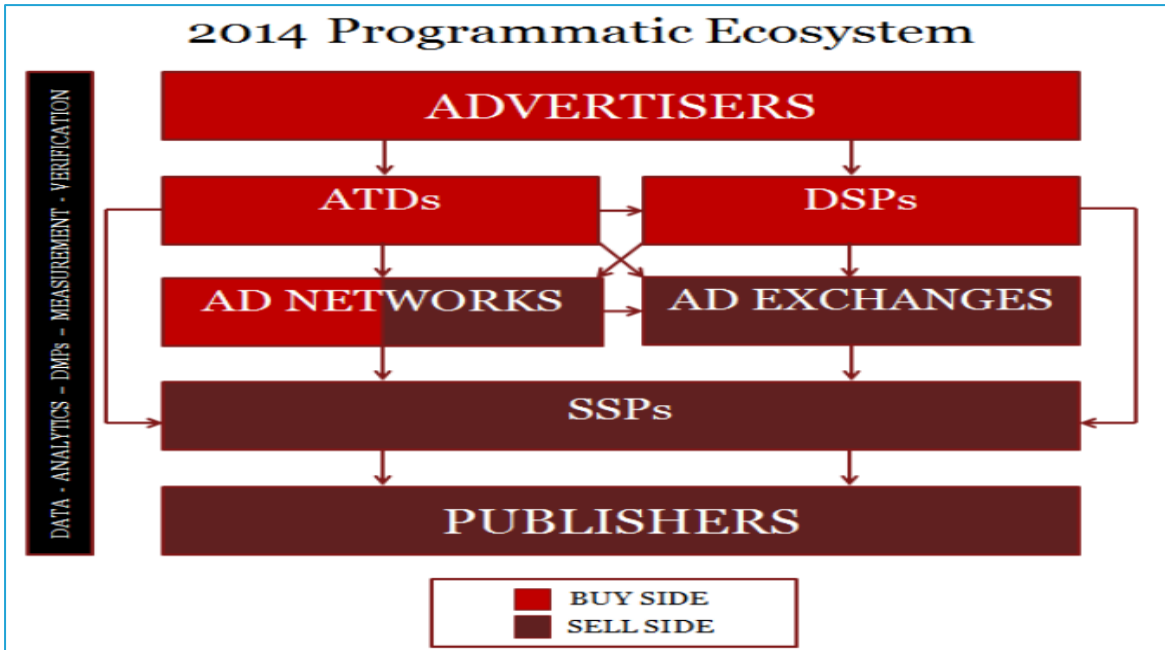 2014 Programmatic Ecosystem
DATA - ANALYTICS - DMPs - MEASUREMENT - VERIFICATION
ADVERTISERS
ATDs
DSPs
AD NETWORKS
AD EXCHANGES
SSPs
PUBLISHERS
BUY SIDE
SELL SIDE